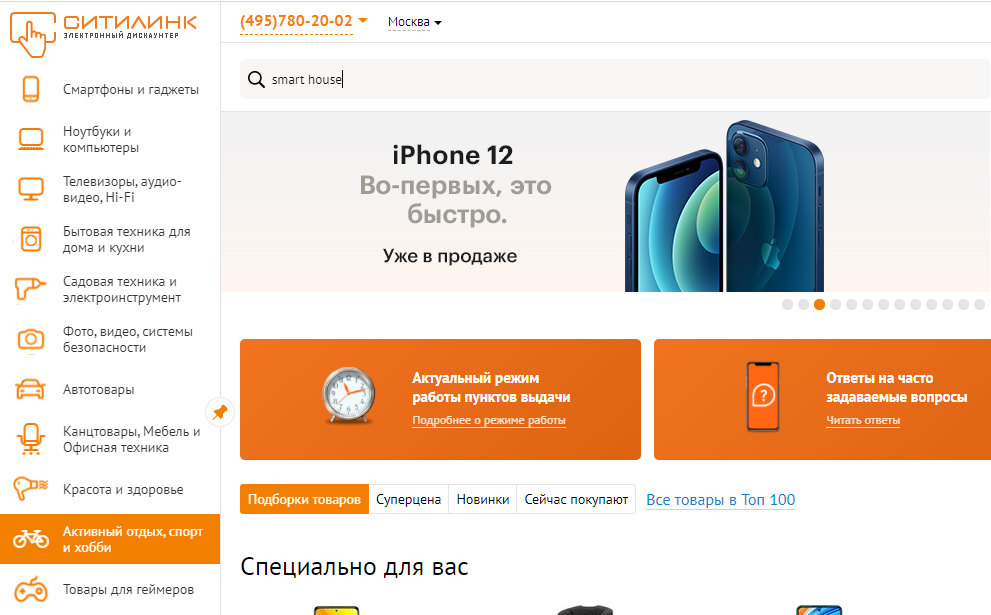 СИТИЛИНК
ЭЛЕКТРОННЫЙ ДИСКАУНТЕР
Смартфоны и гаджеты
Ноутбуки и
компьютеры
Телевизоры, аудио-
видео, Hi-Fi
Бытовая техника для
дома и кухни
Садовая техника и
электроинструмент
Фото, видео, системы
безопасности
Автотовары
Канцтовары, Мебель и
Офисная техника
Красота и здоровье
Активный отдых, спорт
и хобби
Товары для геймеров
(495)780-20-02
Москва
smart house
iPhone 12
Во-первых, это
быстро.
Уже в продаже
Актуальный режим
работы пунктов выдачи
Подробнее о режиме работы
?
Ответы на часто
задаваемые вопросы
Читать ответы
Подборки товаров
Суперцена
Новинки
Сейчас покупают
Все товары в Топ 100
Специально для вас